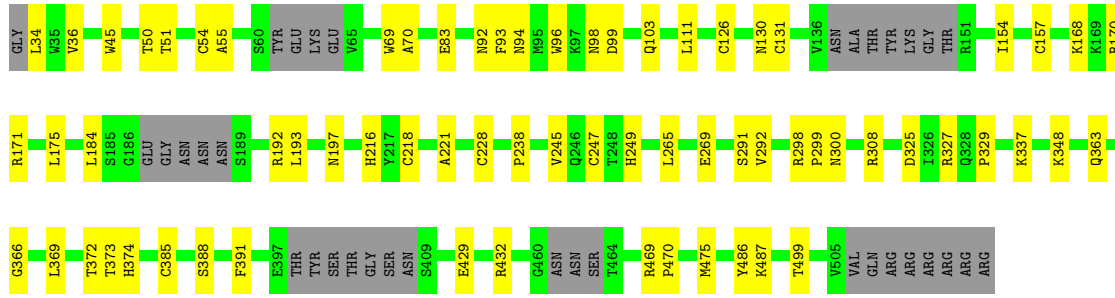 GLY L34 W35 V36 W45 T50 T51 C54 A55 S60 TYR GLU LYS GLU V65 W69 A70 E83 N92 F93 N94 M95 W96 K97 N98 D99 Q103 L111 C126 N130 C131 V136 ASN ALA THR TYR LYS GLY THR R151 I154 C157 K168 K169 R170
R171 L175 L184 S185 G186 GLU GLY ASN ASN ASN S189 R192 L193 N197 H216 Y217 C218 A221 C228 P238 V245 Q246 C247 T248 H249 L265 E269 S291 V292 R298 P299 N300 R308 D325 I326 R327 Q328 P329 K337 K348 Q363
G366 L369 T372 T373 H374 C385 S388 F391 E397 THR TYR SER THR GLY SER ASN S409 E429 R432 G460 ASN ASN SER T464 R469 P470 M475 Y486 K487 T499 V505 VAL GLN ARG ARG ARG ARG ARG ARG